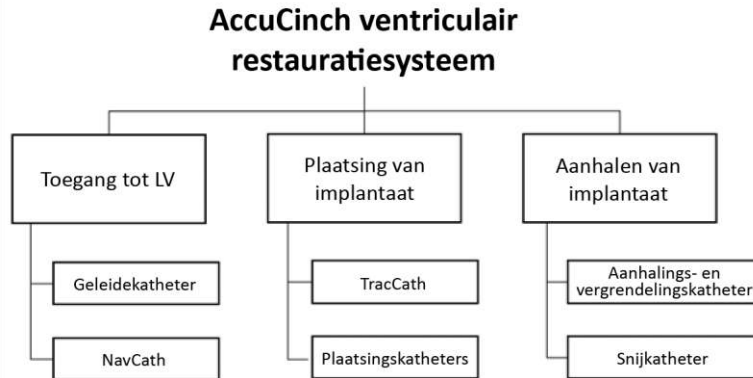 AccuCinch ventriculair
restauratiesysteem
Toegang tot LV
Plaatsing van
implantaat
Aanhalen van
implantaat
Geleidekatheter
TracCath
Aanhalings- en
vergrendelingskatheter
NavCath
Plaatsingskatheters
Snijkatheter